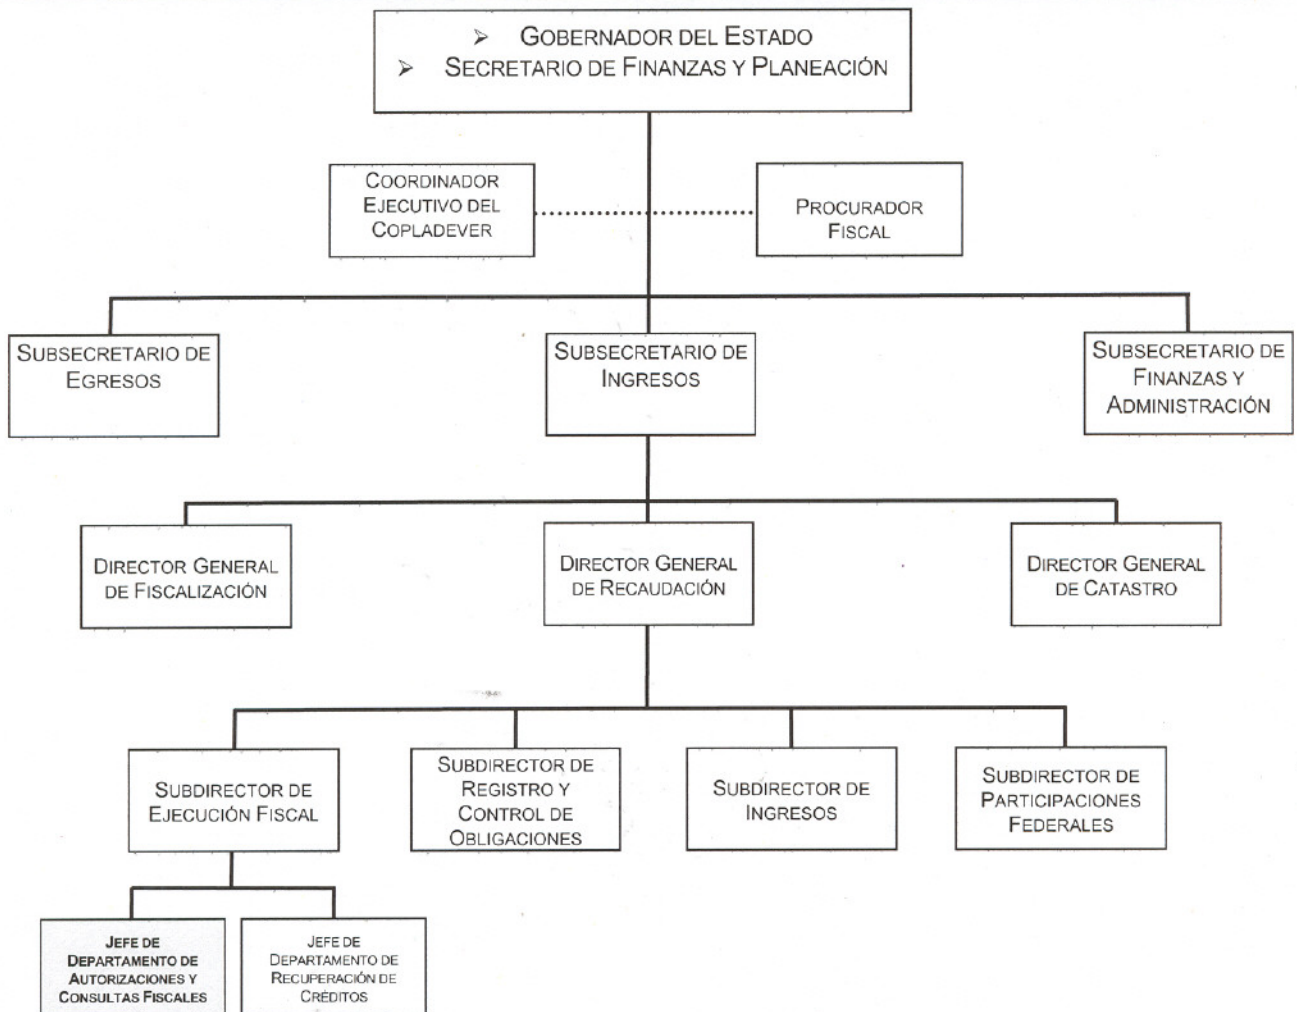 ➢ GOBERNADOR DEL ESTADO
➢ SECRETARIO DE FINANZAS Y PLANEACIÓN
COORDINADOR
EJECUTIVO DEL
COPLADEVER
PROCURADOR
FISCAL
SUBSECRETARIO DE
EGRESOS
SUBSECRETARIO DE
INGRESOS
SUBSECRETARIO DE
FINANZAS Y
ADMINISTRACIÓN
DIRECTOR GENERAL
DE FISCALIZACIÓN
DIRECTOR GENERAL
DE RECAUDACIÓN
DIRECTOR GENERAL
DE CATASTRO
SUBDIRECTOR DE
EJECUCIÓN FISCAL
SUBDIRECTOR DE
REGISTRO Y
CONTROL DE
OBLIGACIONES
SUBDIRECTOR DE
INGRESOS
SUBDIRECTOR DE
PARTICIPACIONES
FEDERALES
JEFE DE
DEPARTAMENTO DE
AUTORIZACIONES Y
CONSULTAS FISCALES
JEFE DE
DEPARTAMENTO DE
RECUPERACIÓN DE
CRÉDITOS